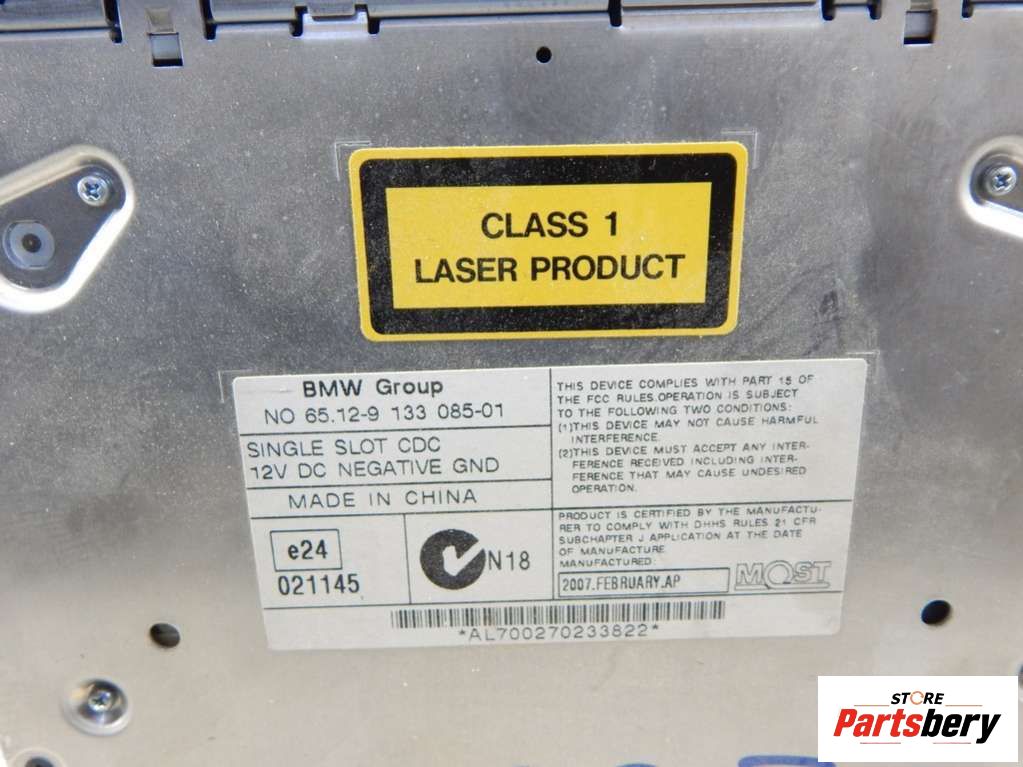 CLASS 1
LASER PRODUCT
BMW Group
NO 65.12-9 133 085-01
SINGLE SLOT CDC
12V DC NEGATIVE GND
MADE IN CHINA
e24
021145
N18
THIS DEVICE COMPLIES WITH PART 15 OF
THE FCC RULES.OPERATION IS SUBJECT
TO THE FOLLOWING TWO CONDITIONS:
(1)THIS DEVICE MAY NOT CAUSE HARMFUL
INTERFERENCE.
(2)THIS DEVICE MUST ACCEPT ANY INTER-
FERENCE RECEIVED INCLUDING INTER-
FERENCE THAT MAY CAUSE UNDESIRED
OPERATION.
PRODUCT IS CERTIFIED BY THE MANUFACTU-
RER TO COMPLY WITH DHHS RULES 21 CFR
SUBCHAPTER J APPLICATION AT THE DATE
OF MANUFACTURE
MANUFACTURED:
2007.FEBRUARY.AP
MOST
*AL700270233822*
STORE
Partsbery